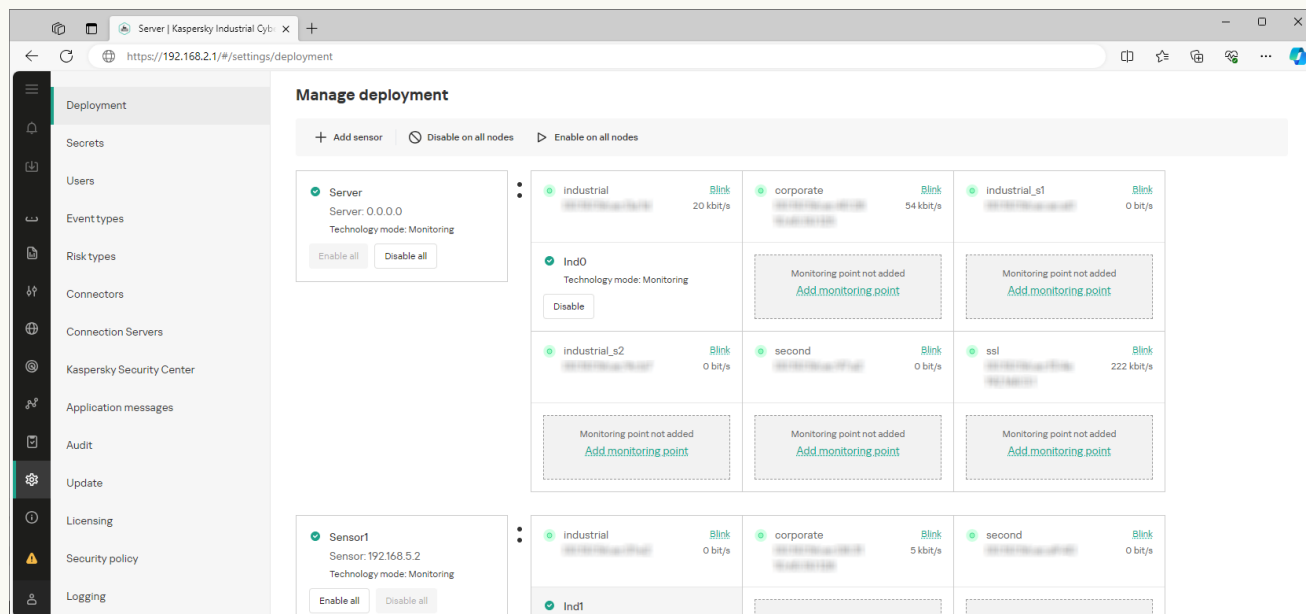 Server | Kaspersky Industrial Cyb
https://192.168.2.1/#/settings/deployment
Deployment
Secrets
Users
Event types
Risk types
Connectors
Connection Servers
Kaspersky Security Center
Application messages
Audit
Update
Licensing
Security policy
Logging
Manage deployment
Add sensor Disable on all nodes Enable on all nodes
Server
Server: 0.0.0.0
Technology mode: Monitoring
Enable all Disable all
industrial Blink
20 kbit/s
corporate Blink
54 kbit/s
industrial_s1 Blink
0 bit/s
Ind0
Technology mode: Monitoring
Disable
Monitoring point not added
Add monitoring point
Monitoring point not added
Add monitoring point
industrial_s2 Blink
0 bit/s
second Blink
0 bit/s
ssl Blink
222 kbit/s
Monitoring point not added
Add monitoring point
Monitoring point not added
Add monitoring point
Monitoring point not added
Add monitoring point
Sensor1
Sensor: 192.168.5.2
Technology mode: Monitoring
Enable all Disable all
industrial Blink
0 bit/s
corporate Blink
5 kbit/s
second Blink
0 bit/s
Ind1